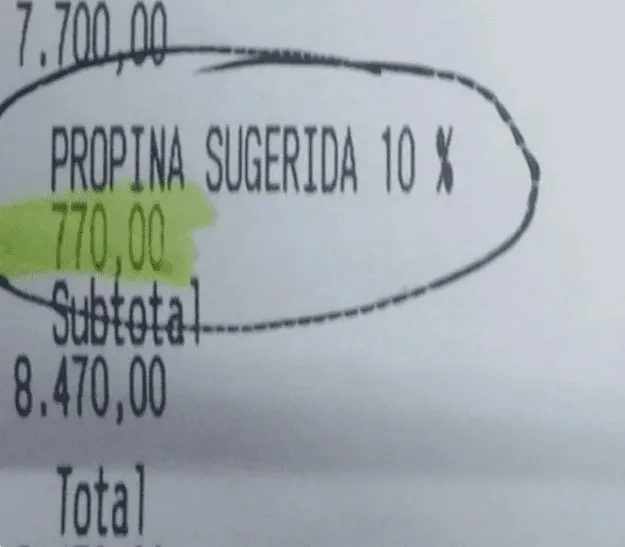 7.700,00
PROPINA SUGERIDA 10 %
770,00
Subtotal
8.470,00
Total